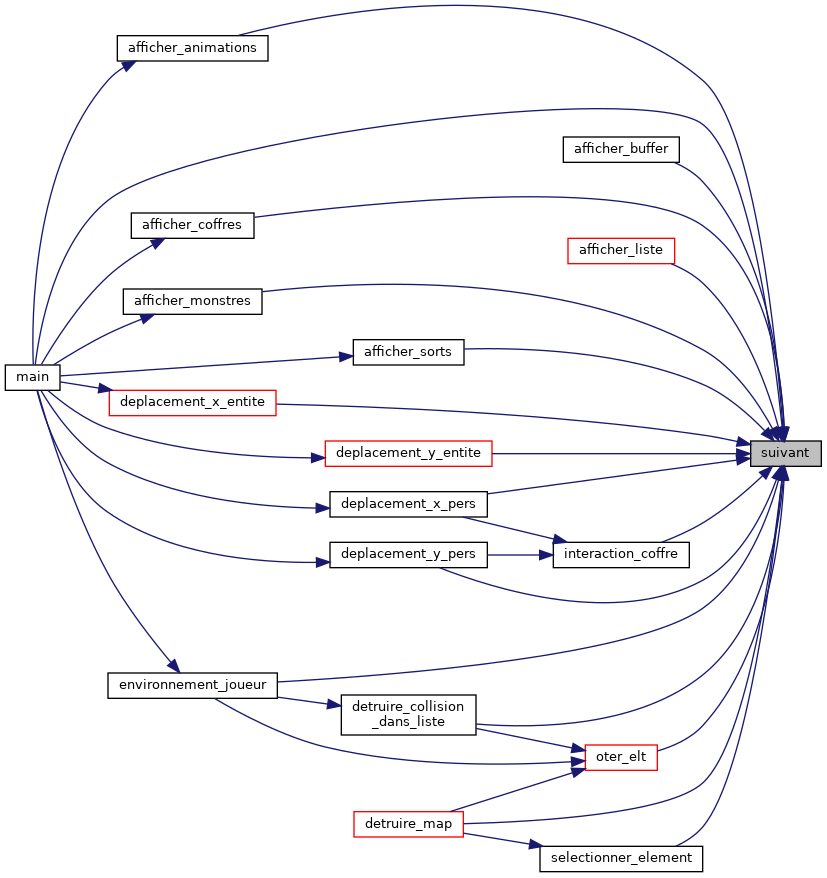 afficher_animations
afficher_buffer
afficher_coffres
afficher_liste
afficher_monstres
afficher_sorts
main
deplacement_x_entite
deplacement_y_entite
suivant
deplacement_x_pers
deplacement_y_pers
interaction_coffre
environnement_joueur
detruire_collision
_dans_liste
oter_elt
detruire_map
selectionner_element